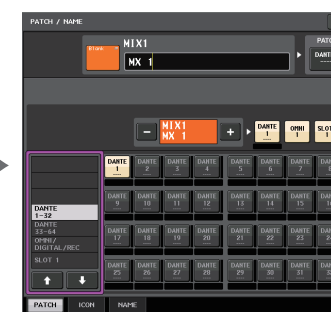 PATCH / NAME
Blank
MIX1
MX 1
PATC
DANTE
1
MIX1
MX 1
DANTE 1
OMNI 1
SLOT 1
DANTE 1
DANTE 2
DANTE 3
DANTE 4
DANTE 5
DANTE 6
DANTE 7
DANTE 9
DANTE 10
DANTE 11
DANTE 12
DANTE 13
DANTE 14
DANTE 15
DANTE 17
DANTE 18
DANTE 19
DANTE 20
DANTE 21
DANTE 22
DANTE 23
DANTE 25
DANTE 26
DANTE 27
DANTE 28
DANTE 29
DANTE 30
DANTE 31
DANTE
1-32
DANTE
33-64
OMNI/
DIGITAL/REC
SLOT 1
PATCH
ICON
NAME